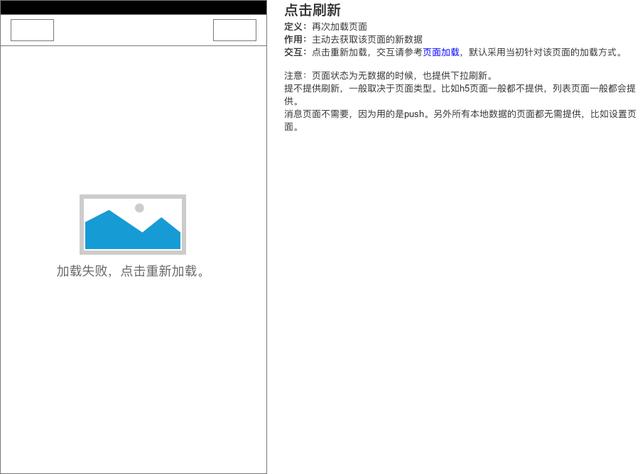 点击刷新
定义：再次加载页面
作用：主动去获取该页面的新数据
交互：点击重新加载，交互请参考页面加载，默认采用当初针对该页面的加载方式。
注意：页面状态为无数据的时候，也提供下拉刷新。
提不提供刷新，一般取决于页面类型。比如h5页面一般都不提供，列表页面一般都会提
供。
消息页面不需要，因为用的是push。另外所有本地数据的页面都无需提供，比如设置页
面。
加载失败，点击重新加载。